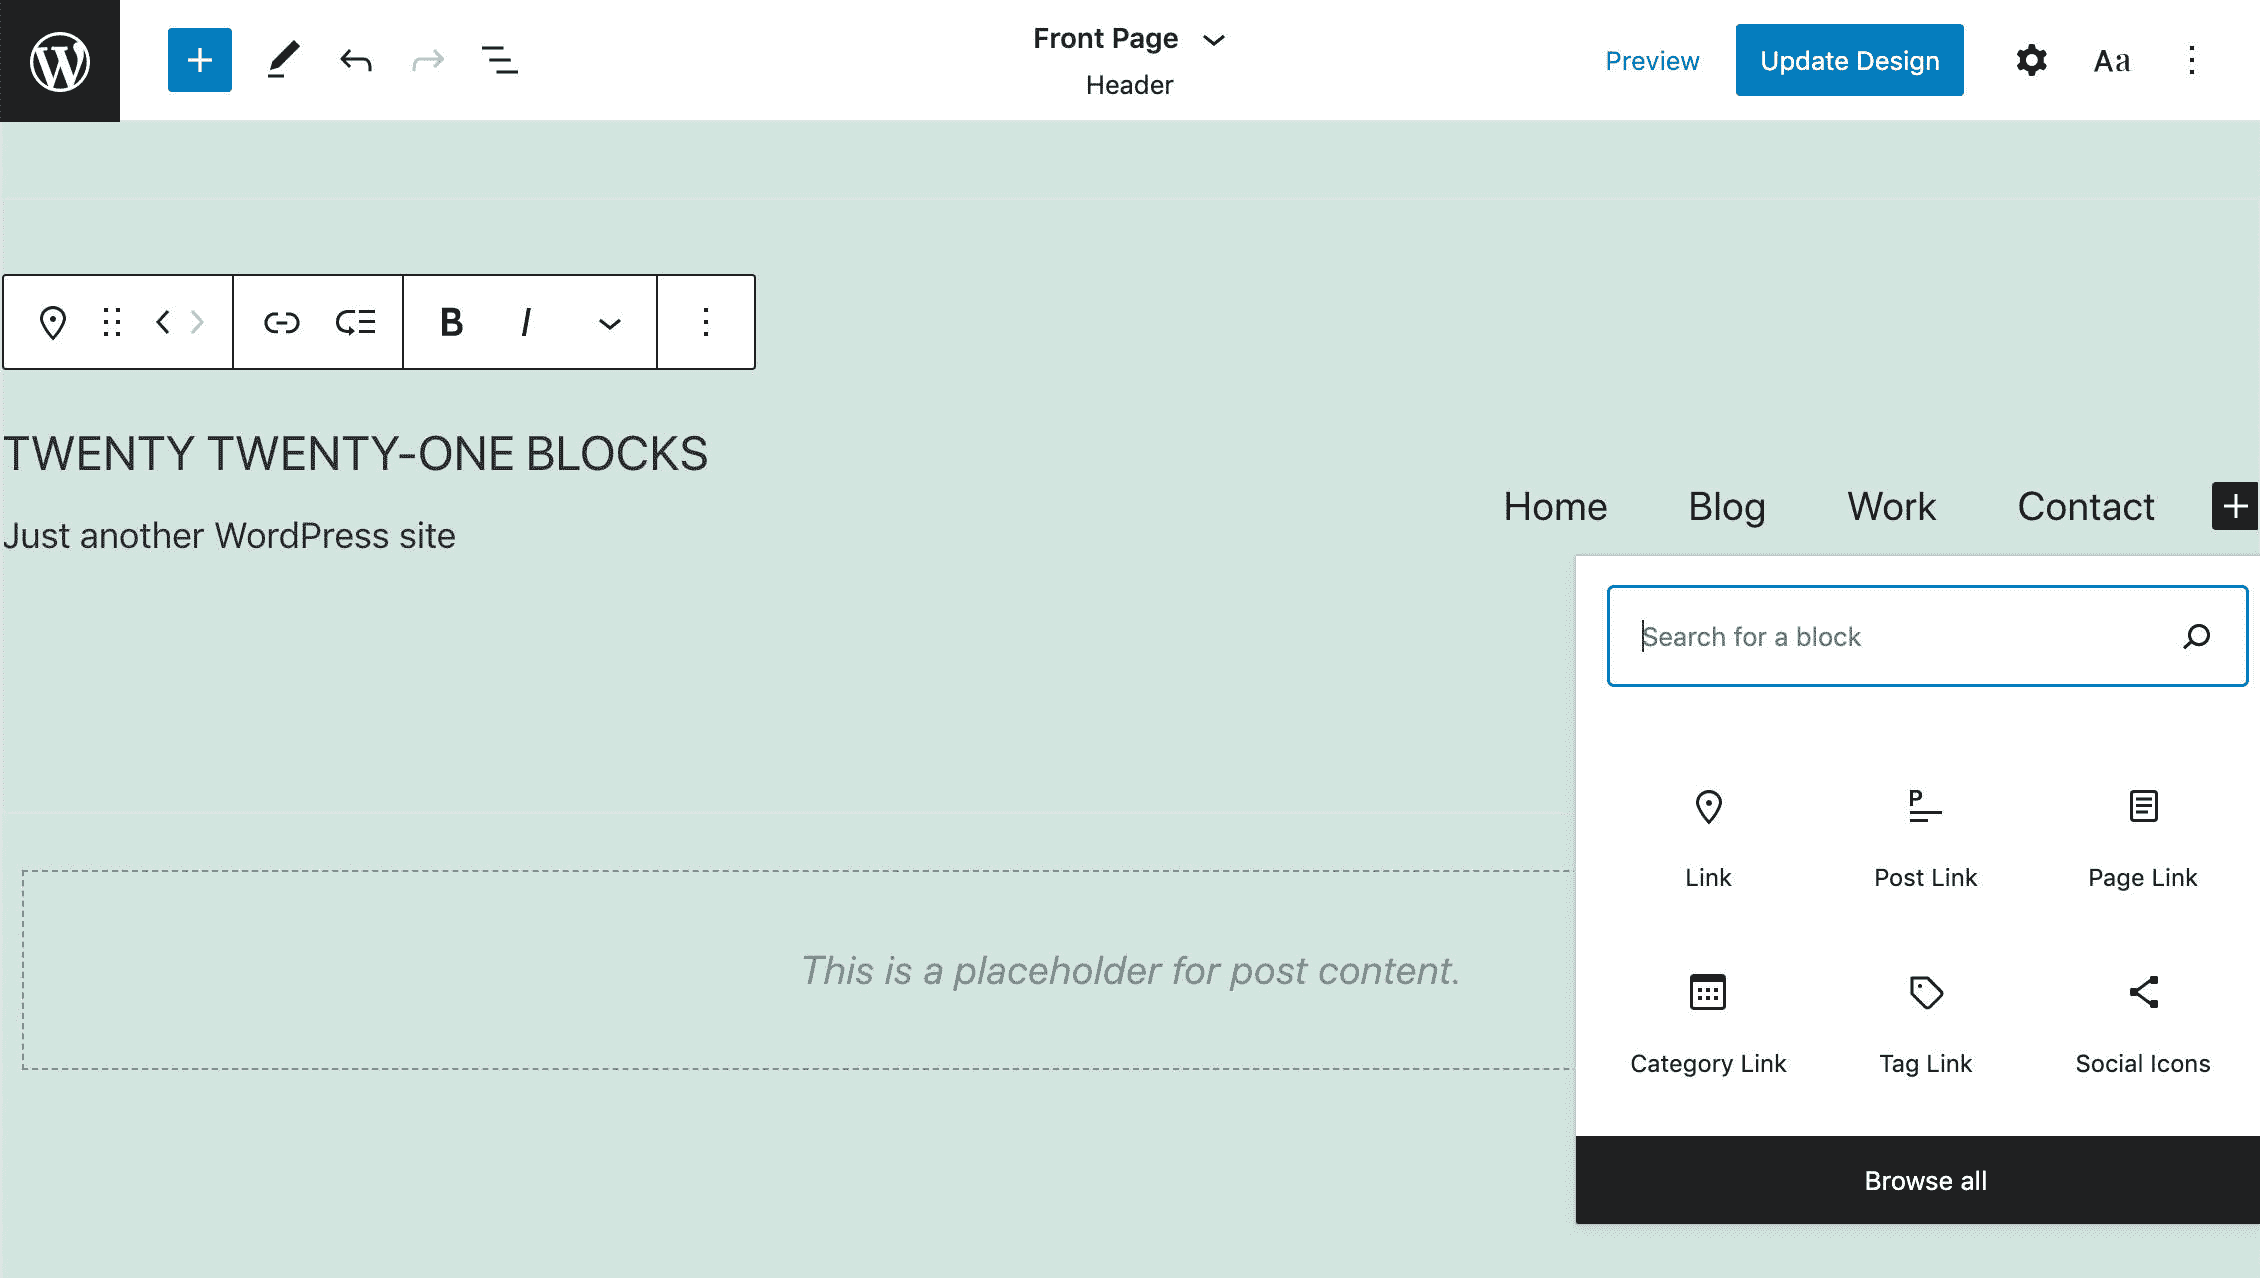 Front Page
Header
Preview
Update Design
Aa
B I
TWENTY TWENTY-ONE BLOCKS
Just another WordPress site
Home Blog Work Contact
Search for a block
Link Post Link Page Link
Category Link Tag Link Social Icons
Browse all
This is a placeholder for post content.